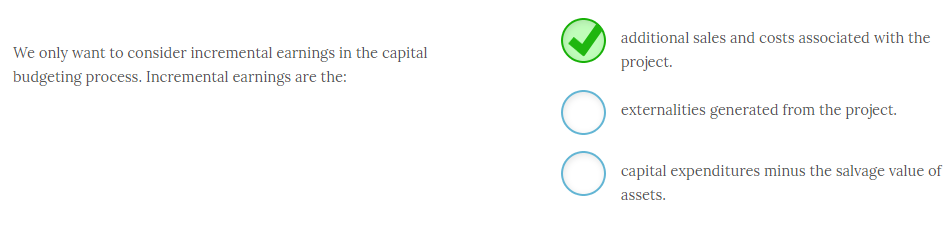 We only want to consider incremental earnings in the capital
budgeting process. Incremental earnings are the:
additional sales and costs associated with the
project.
externalities generated from the project.
capital expenditures minus the salvage value of
assets.